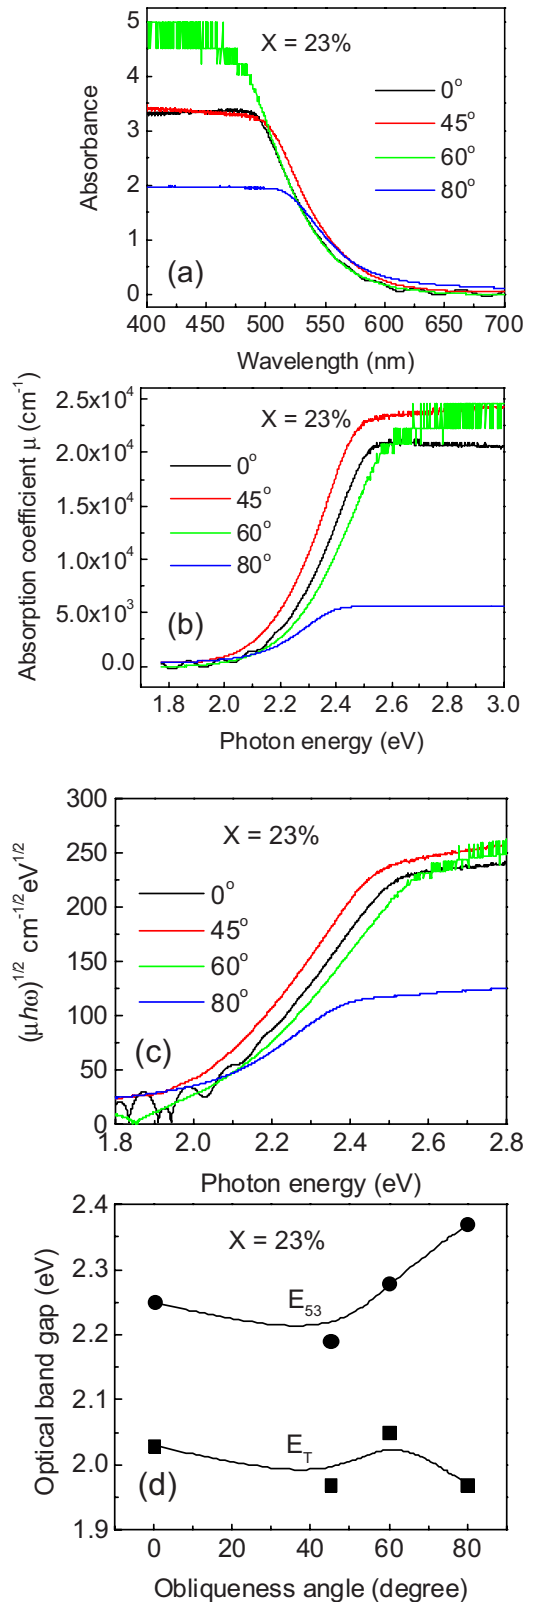 5
4
3
2
1
0
Absorbance
X = 23%
0°
45°
60°
80°
(a)
400 450 500 550 600 650 700
Wavelength (nm)
2.5x10⁴
2.0x10⁴
1.5x10⁴
1.0x10⁴
5.0x10³
0.0
Absorption coefficient μ (cm⁻¹)
X = 23%
0°
45°
60°
80°
(b)
1.8 2.0 2.2 2.4 2.6 2.8 3.0
Photon energy (eV)
300
250
200
150
100
50
0
(μħω)^1/2 cm^-1/2eV^1/2
X = 23%
0°
45°
60°
80°
(c)
1.8 2.0 2.2 2.4 2.6 2.8
Photon energy (eV)
2.4
2.3
2.2
2.1
2.0
1.9
Optical band gap (eV)
X = 23%
E₅₃
E_T
(d)
0 20 40 60 80
Obliqueness angle (degree)